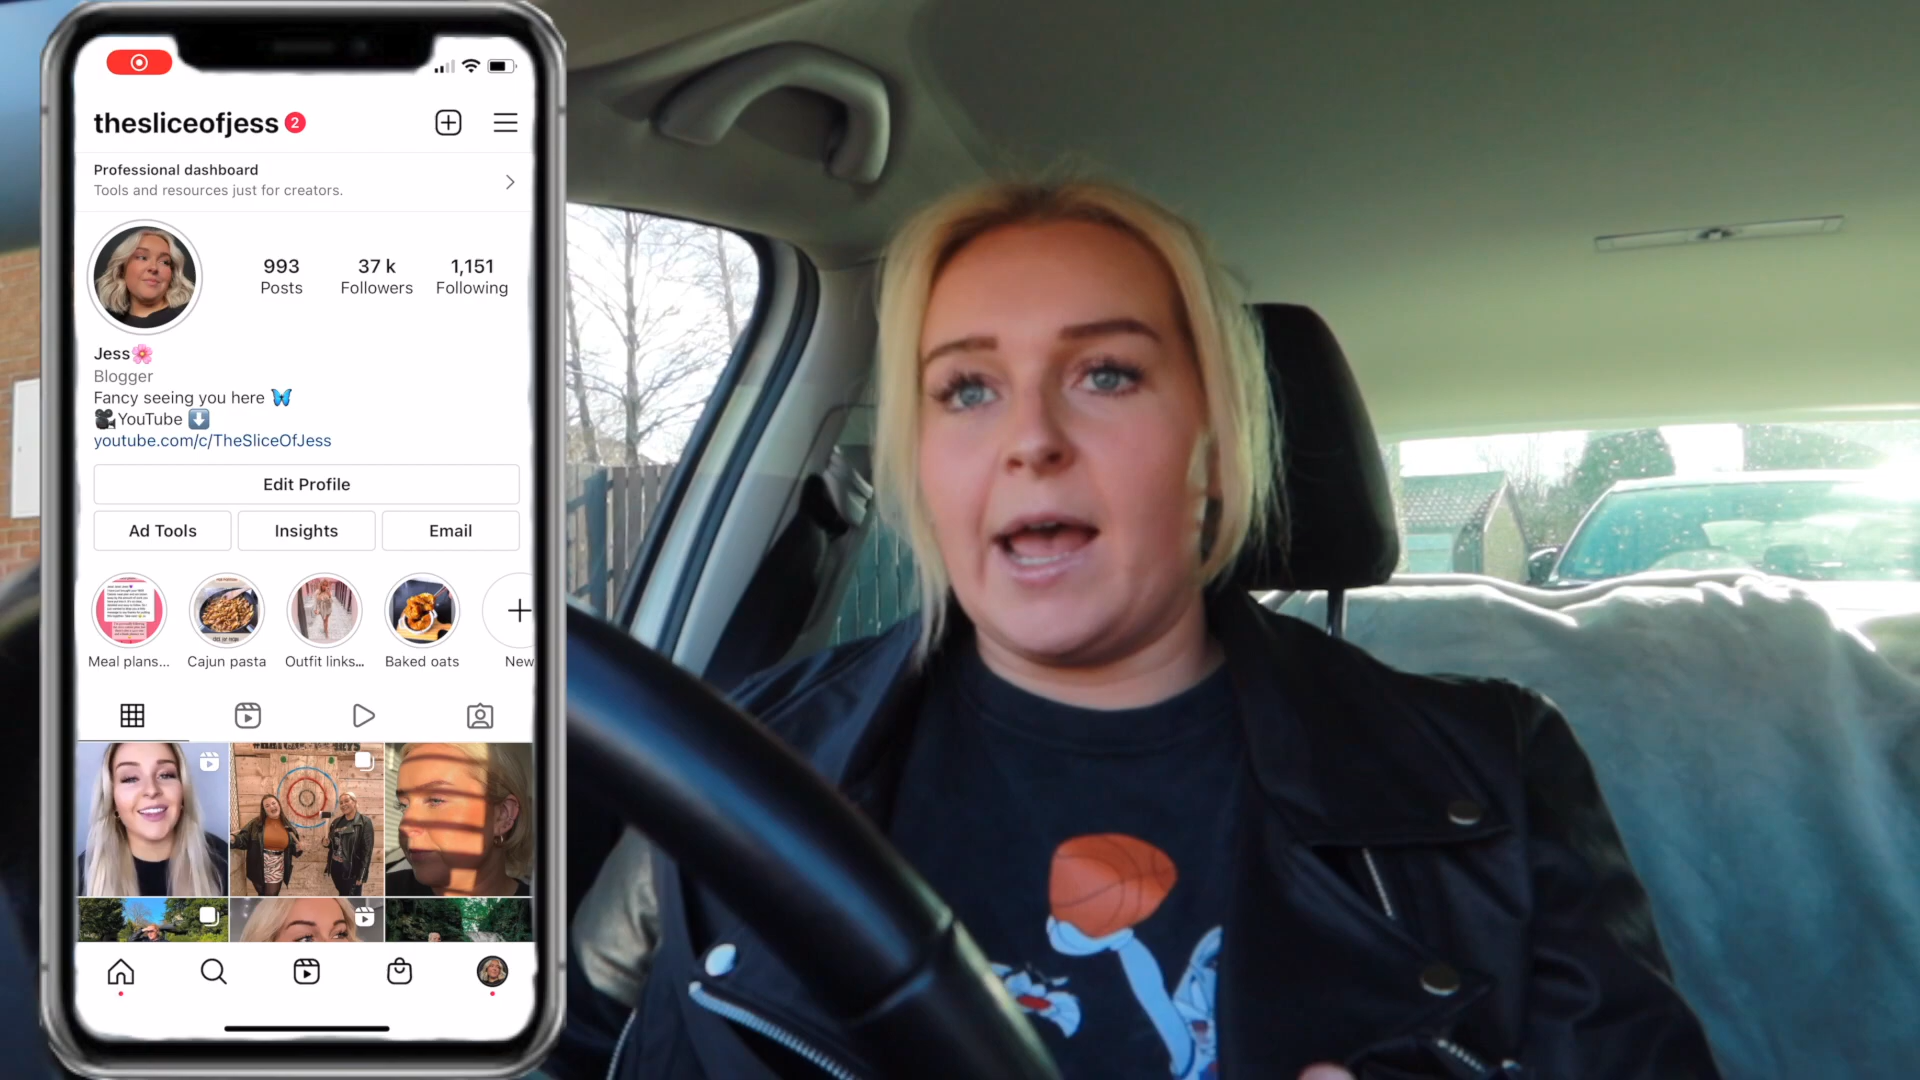 thesliceofjess 2
Professional dashboard
Tools and resources just for creators.
993 37 k 1,151
Posts Followers Following
Jess🌸
Blogger
Fancy seeing you here 🦋
🎥YouTube ⬇️
youtube.com/c/TheSliceOfJess
Edit Profile
Ad Tools Insights Email
Meal plans... Cajun pasta Outfit links... Baked oats New